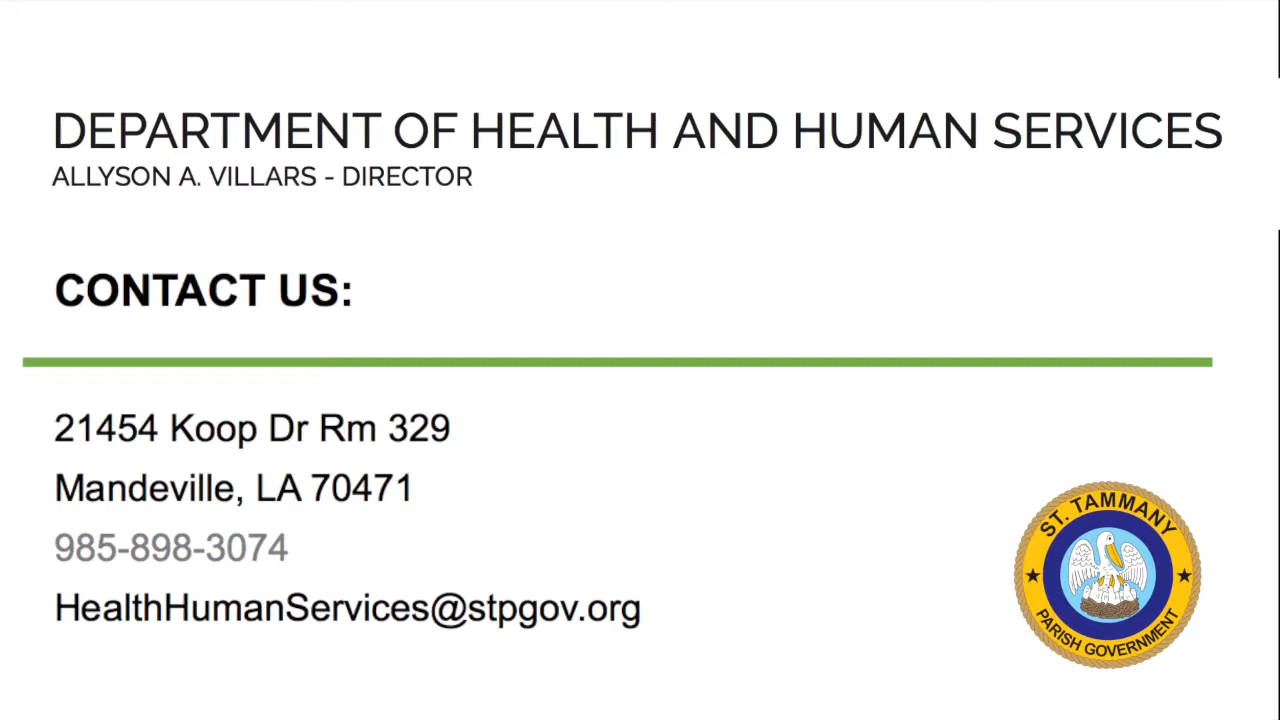 DEPARTMENT OF HEALTH AND HUMAN SERVICES
ALLYSON A. VILLARS - DIRECTOR
CONTACT US:
21454 Koop Dr Rm 329
Mandeville, LA 70471
985-898-3074
HealthHumanServices@stpgov.org
ST. TAMMANY
PARISH GOVERNMENT